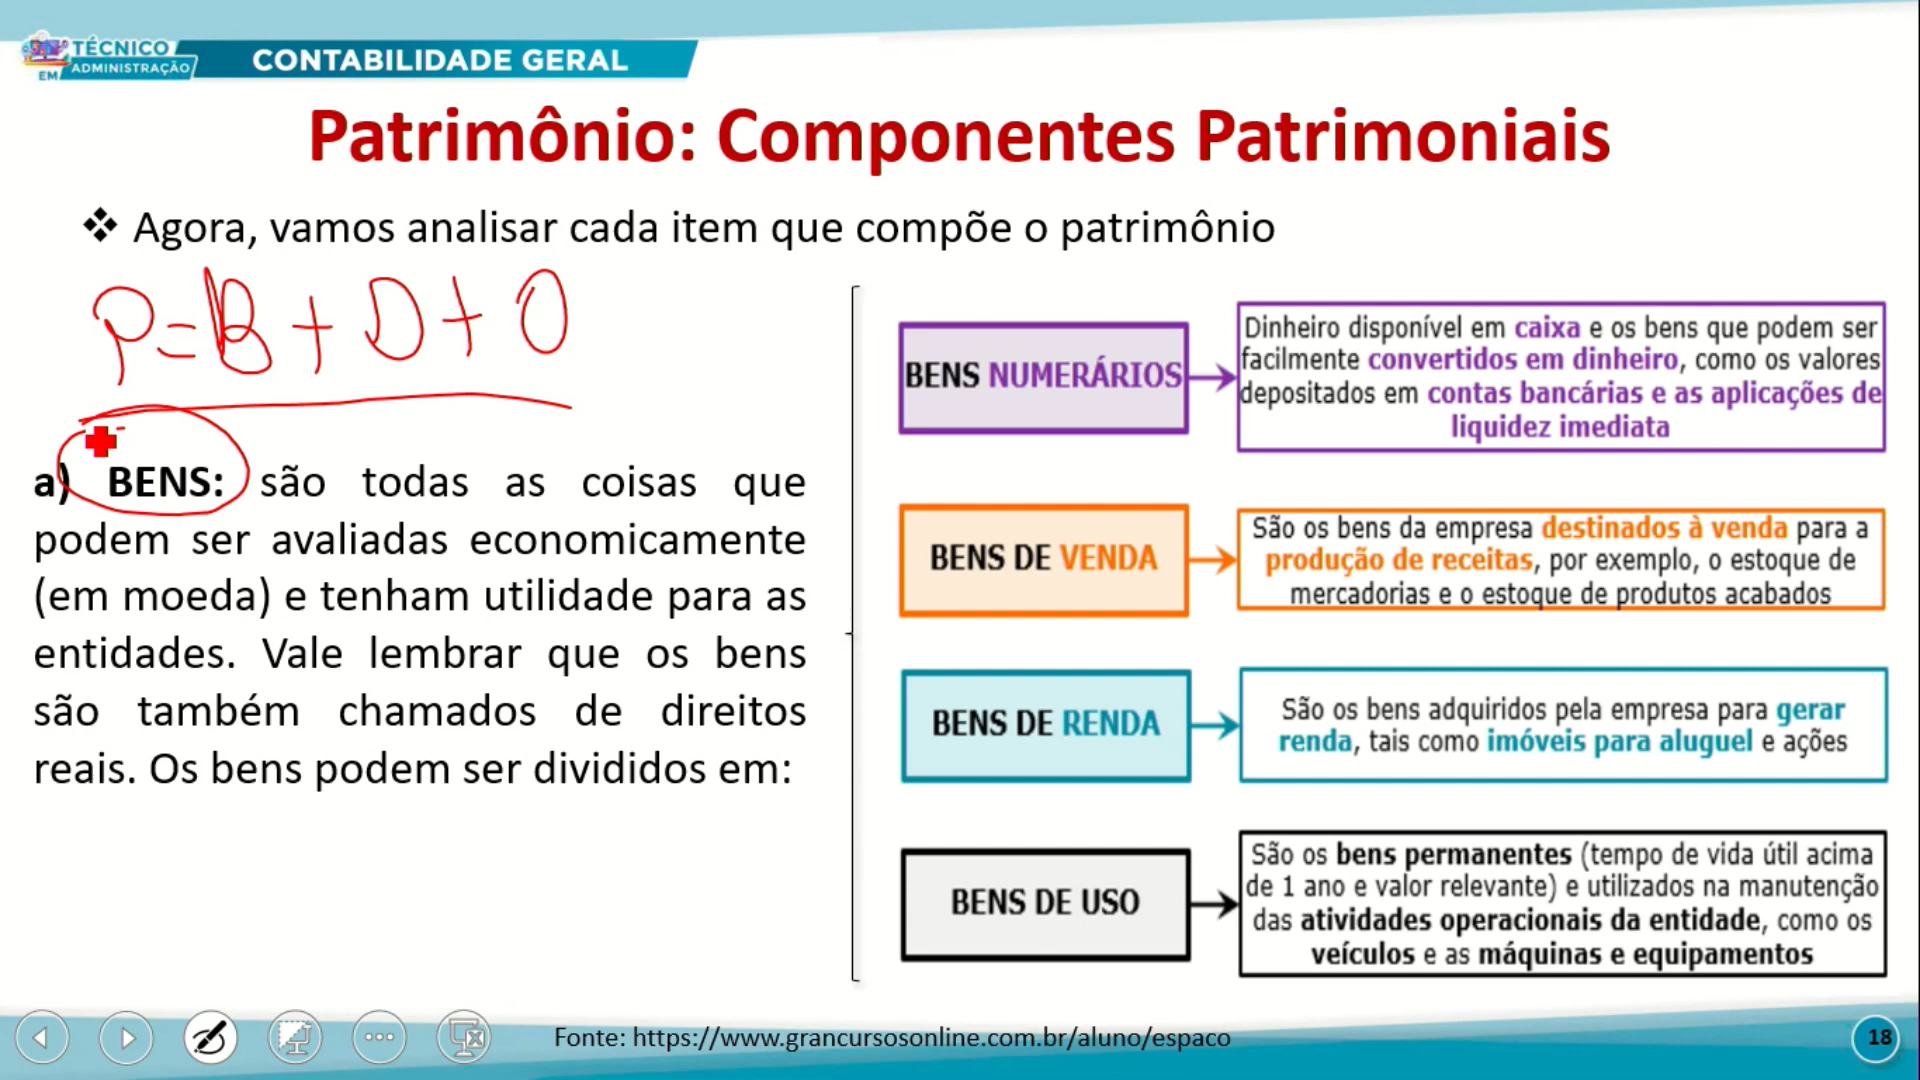 TÉCNICO
EM ADMINISTRAÇÃO
CONTABILIDADE GERAL
Patrimônio: Componentes Patrimoniais
❖ Agora, vamos analisar cada item que compõe o patrimônio
P=B+D+O
a) BENS: são todas as coisas que
podem ser avaliadas economicamente
(em moeda) e tenham utilidade para as
entidades. Vale lembrar que os bens
são também chamados de direitos
reais. Os bens podem ser divididos em:
BENS NUMERÁRIOS
Dinheiro disponível em caixa e os bens que podem ser
facilmente convertidos em dinheiro, como os valores
depositados em contas bancárias e as aplicações de
liquidez imediata
BENS DE VENDA
São os bens da empresa destinados à venda para a
produção de receitas, por exemplo, o estoque de
mercadorias e o estoque de produtos acabados
BENS DE RENDA
São os bens adquiridos pela empresa para gerar
renda, tais como imóveis para aluguel e ações
BENS DE USO
São os bens permanentes (tempo de vida útil acima
de 1 ano e valor relevante) e utilizados na manutenção
das atividades operacionais da entidade, como os
veículos e as máquinas e equipamentos
Fonte: https://www.grancursosonline.com.br/aluno/espaco
18